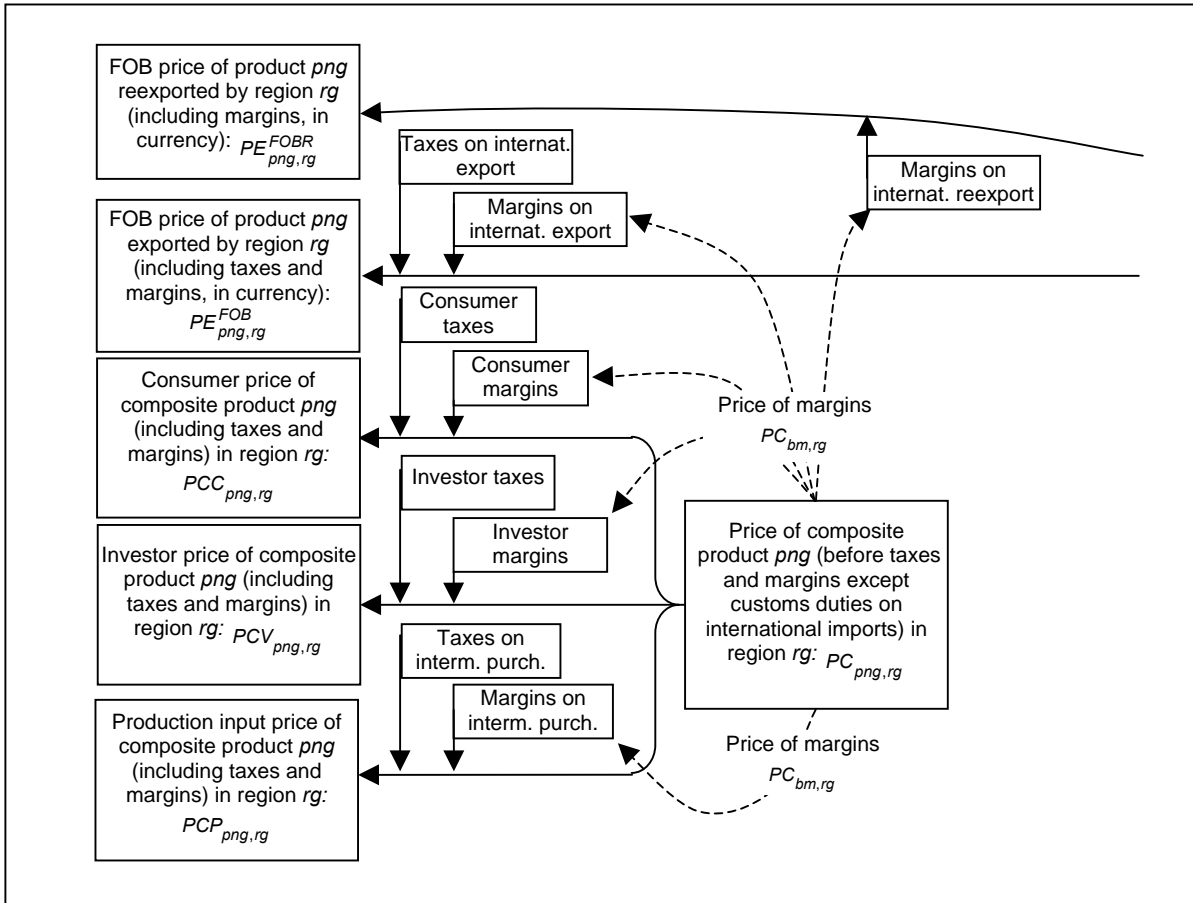 FOB price of product png
reexported by region rg
(including margins, in
currency): PE^FOBR_png,rg
Taxes on internat.
export
Margins on
internat. reexport
Margins on
internat. export
FOB price of product png
exported by region rg
(including taxes and
margins, in currency):
PE^FOB_png,rg
Consumer
taxes
Consumer
margins
Consumer price of
composite product png
(including taxes and
margins) in region rg:
PCC_png,rg
Price of margins
PC_bm,rg
Investor taxes
Investor
margins
Investor price of composite
product png (including
taxes and margins) in
region rg: PCV_png,rg
Price of composite
product png (before taxes
and margins except
customs duties on
international imports) in
region rg: PC_png,rg
Taxes on
interm. purch.
Margins on
interm. purch.
Production input price of
composite product png
(including taxes and
margins) in region rg:
PCP_png,rg
Price of margins
PC_bm,rg